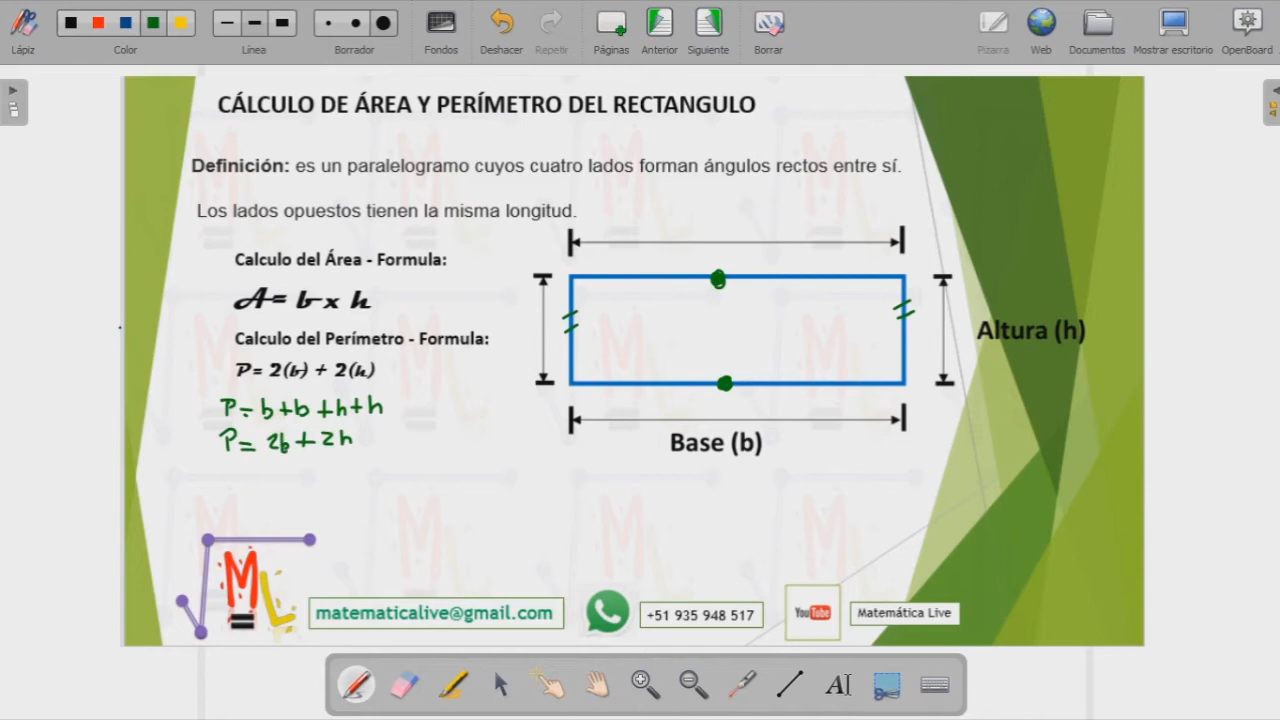 Lápiz
Color
Línea
Borrador
Fondos
Deshacer
Repetir
Páginas
Anterior
Siguiente
Borrar
Pizarra
Web
Documentos
Mostrar escritorio
OpenBoard
CÁLCULO DE ÁREA Y PERÍMETRO DEL RECTANGULO
Definición: es un paralelogramo cuyos cuatro lados forman ángulos rectos entre sí.
Los lados opuestos tienen la misma longitud.
Calculo del Área - Formula:
A= b x h
Calculo del Perímetro - Formula:
P= 2(b) + 2(h)
P= b+b+h+h
P= 2b+2h
Altura (h)
Base (b)
ML
matematicalive@gmail.com
+51 935 948 517
YouTube
Matemática Live
AI